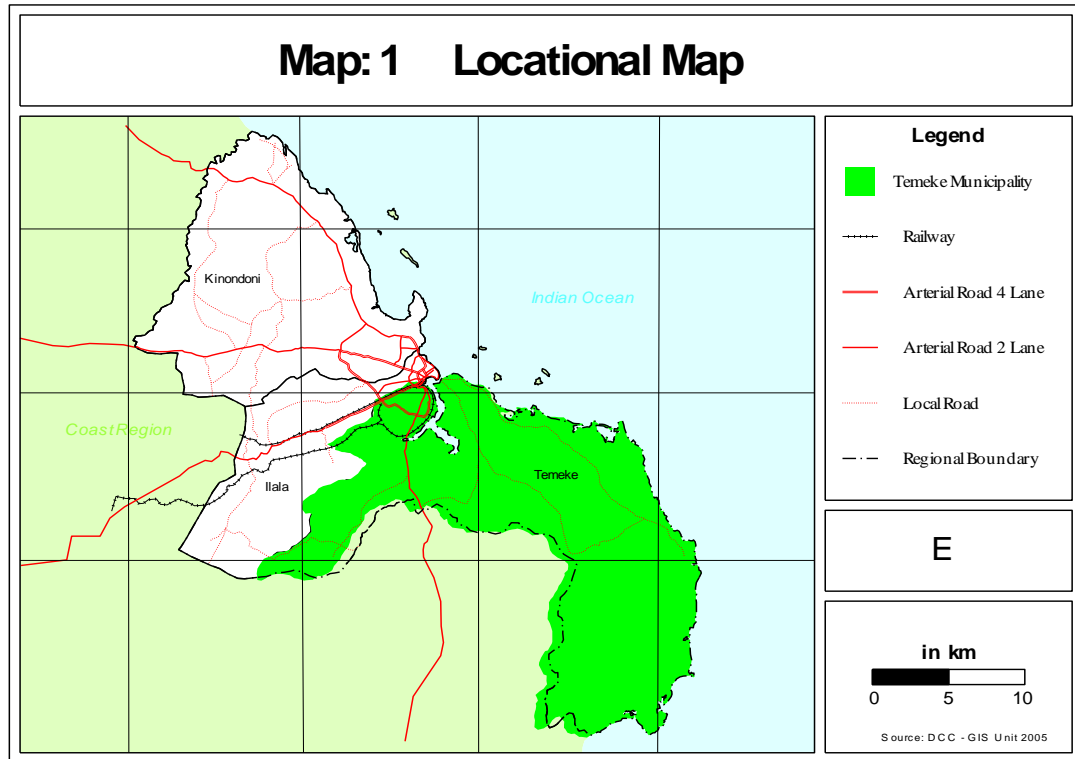 Map: 1 Locational Map
Kinondoni
Indian Ocean
Coast Region
Temeke
Ilala
Legend
Temeke Municipality
Railway
Arterial Road 4 Lane
Arterial Road 2 Lane
Local Road
Regional Boundary
E
in km
0 5 10
Source: DCC - GIS Unit 2005